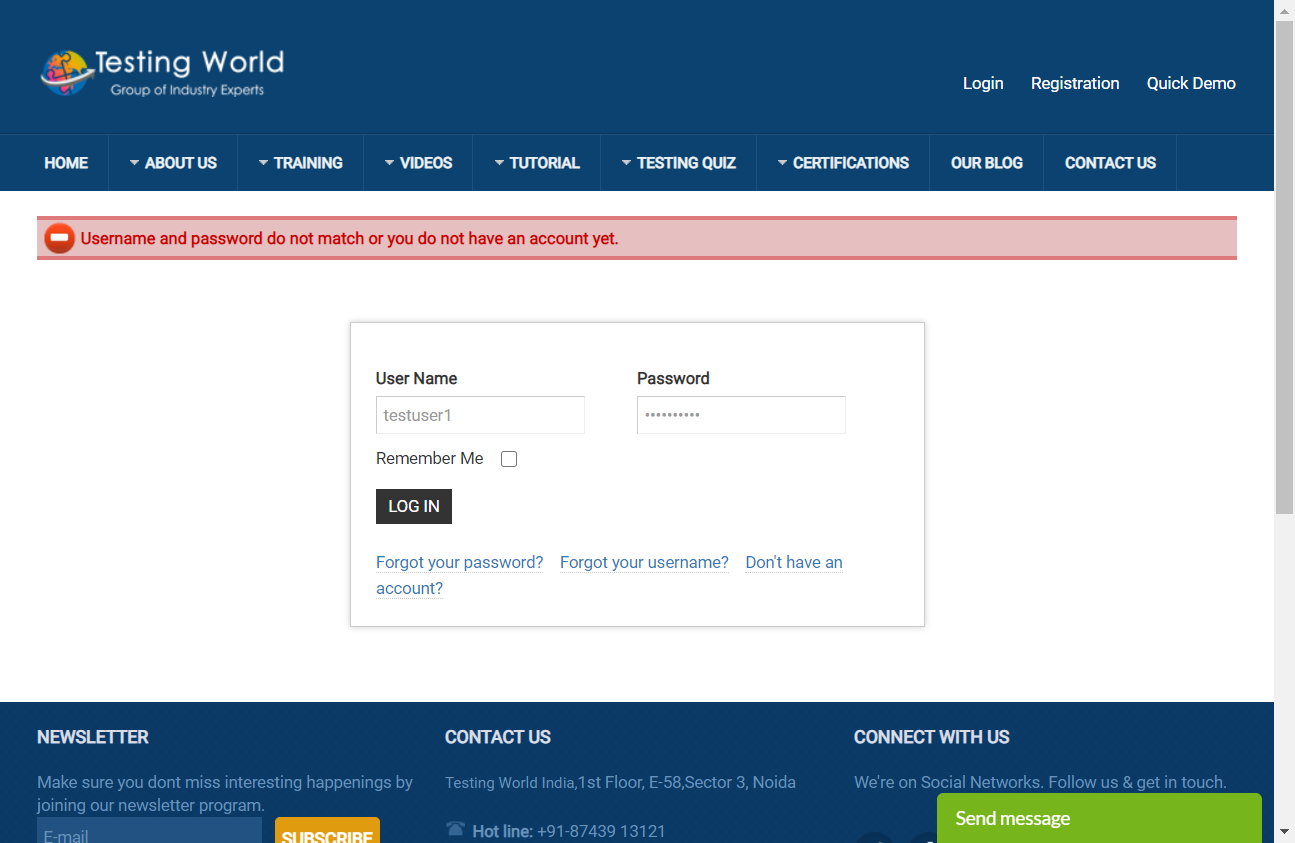 Testing World
Group of Industry Experts
Login Registration Quick Demo
HOME ABOUT US TRAINING VIDEOS TUTORIAL TESTING QUIZ CERTIFICATIONS OUR BLOG CONTACT US
Username and password do not match or you do not have an account yet.
User Name Password
testuser1 ••••••••••
Remember Me
LOG IN
Forgot your password? Forgot your username? Don't have an
account?
NEWSLETTER
Make sure you dont miss interesting happenings by
joining our newsletter program.
E-mail SUBSCRIBE
CONTACT US
Testing World India,1st Floor, E-58,Sector 3, Noida
Hot line: +91-87439 13121
CONNECT WITH US
We're on Social Networks. Follow us & get in touch.
Send message